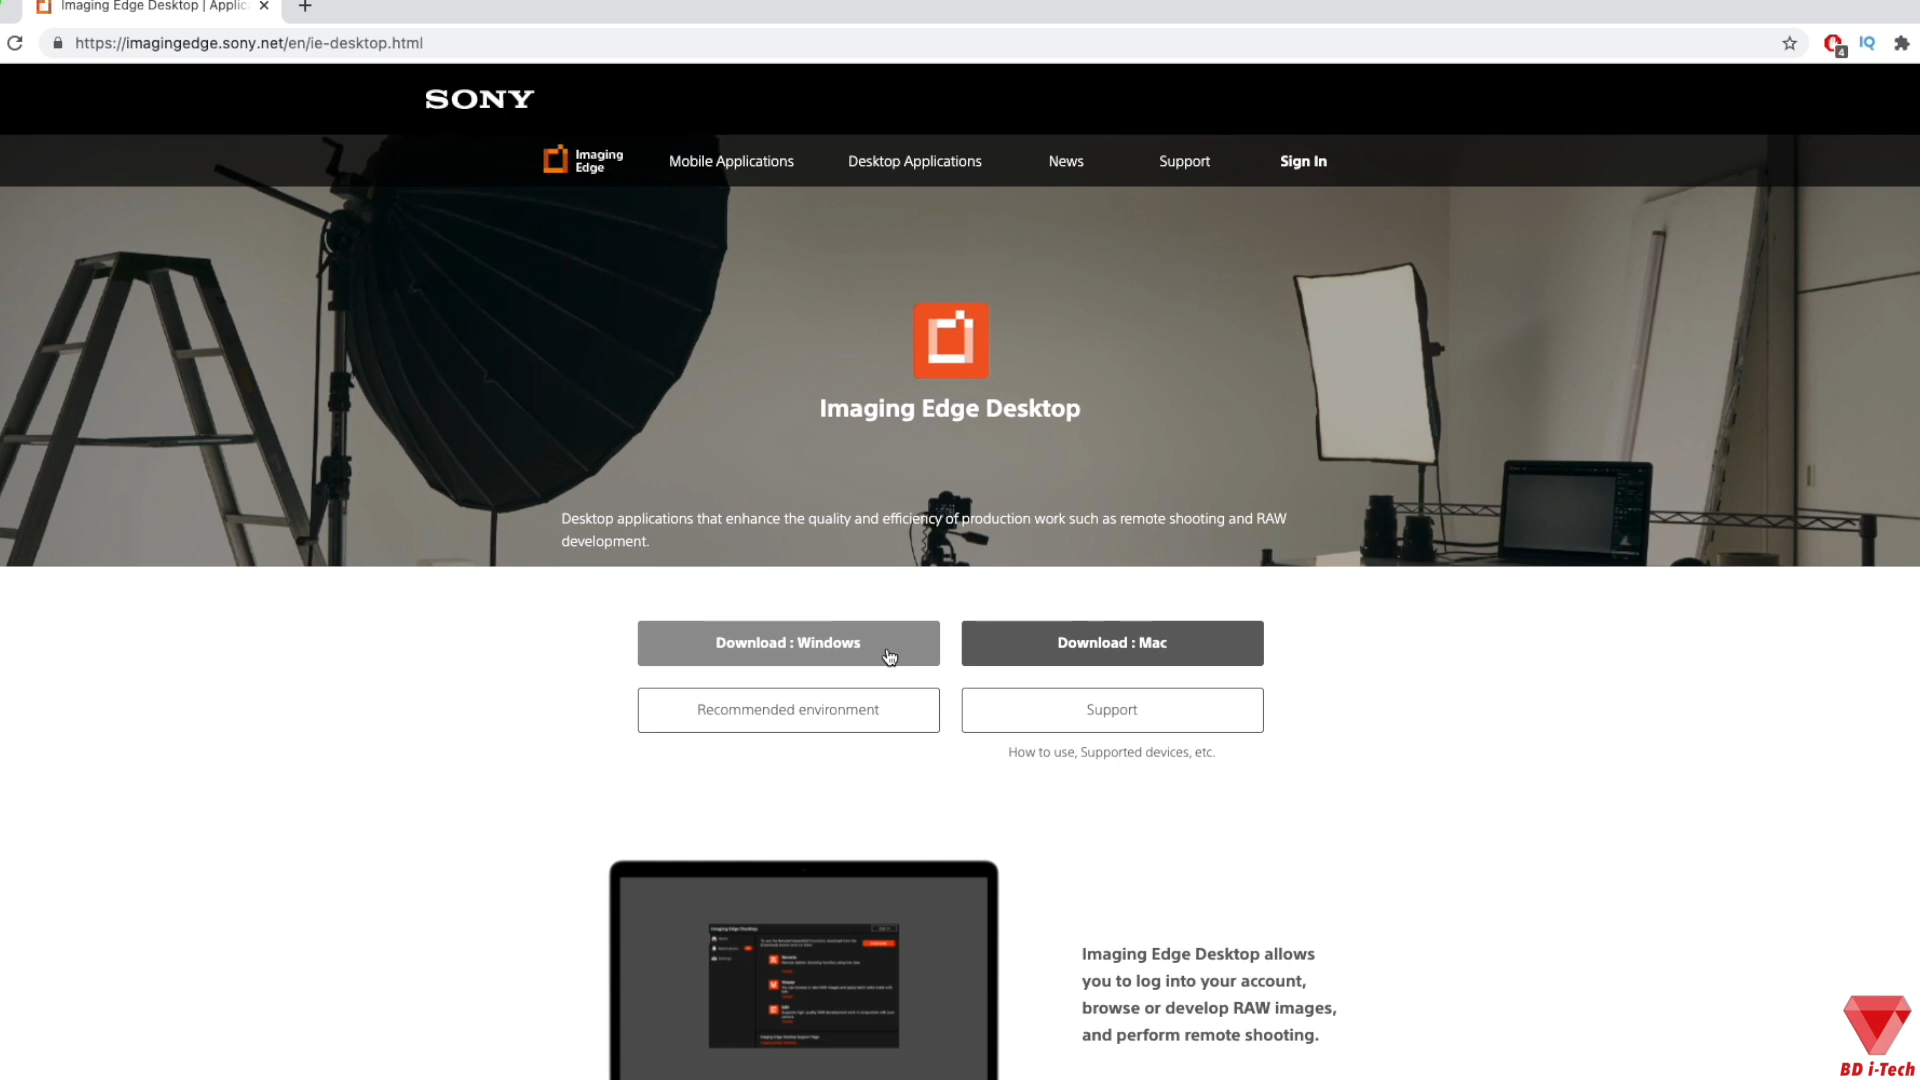 Imaging Edge Desktop | Applic
https://imagingedge.sony.net/en/ie-desktop.html
4
IQ
SONY
Imaging
Edge
Mobile Applications
Desktop Applications
News
Support
Sign In
Imaging Edge Desktop
Desktop applications that enhance the quality and efficiency of production work such as remote shooting and RAW
development.
Download : Windows
Download : Mac
Recommended environment
Support
How to use, Supported devices, etc.
Imaging Edge Desktop
Imaging Edge Desktop allows
you to log into your account,
browse or develop RAW images,
and perform remote shooting.
BD i-Tech